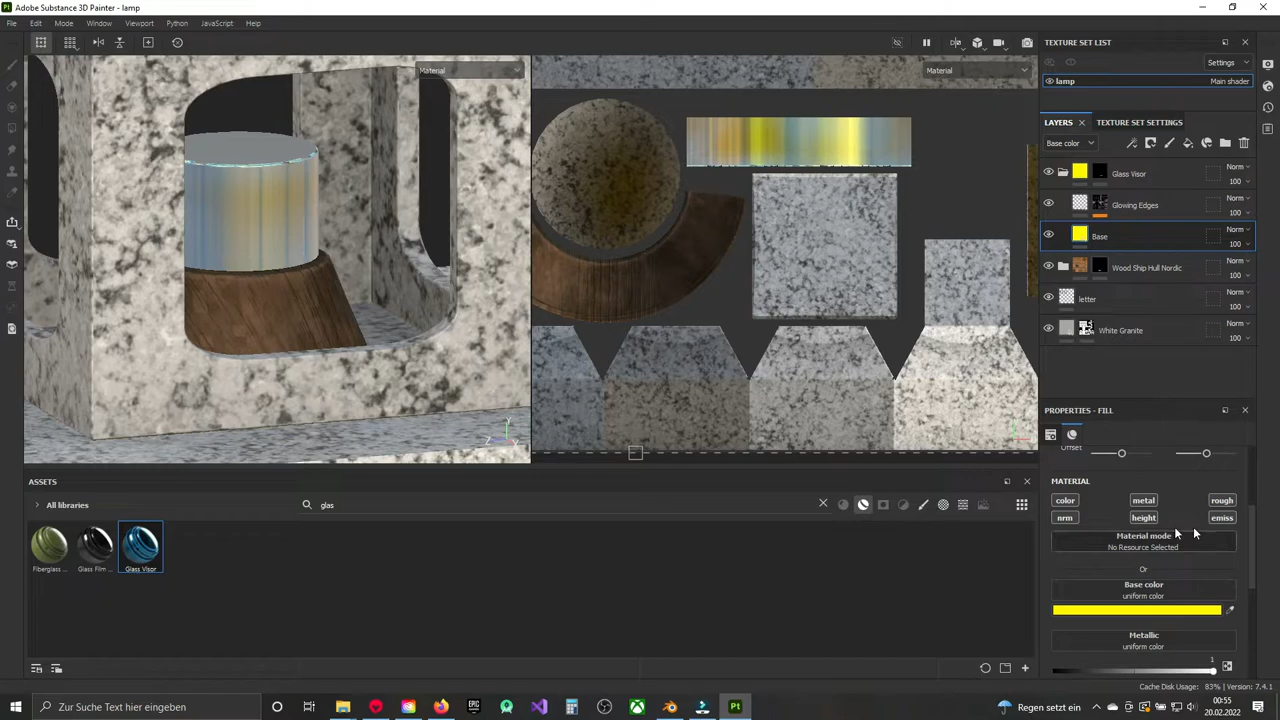 Adobe Substance 3D Painter - lamp
File Edit Mode Window Viewport Python JavaScript Help
Material
Material
TEXTURE SET LIST
Settings
lamp Main shader
LAYERS TEXTURE SET SETTINGS
Base color
Glass Visor Norm 100
Glowing Edges Norm 100
Base Norm 100
Wood Ship Hull Nordic Norm 100
letter Norm 100
White Granite Norm 100
PROPERTIES - FILL
Offset
MATERIAL
color metal rough
nrm height emiss
Material mode
No Resource Selected
Or
Base color
uniform color
Metallic
uniform color
1
Y
Z
ASSETS
All libraries glas
Fiberglass ... Glass Film ... Glass Visor
Cache Disk Usage: 83% | Version: 7.4.1
Zur Suche Text hier eingeben
Regen setzt ein
00:55
20.02.2022